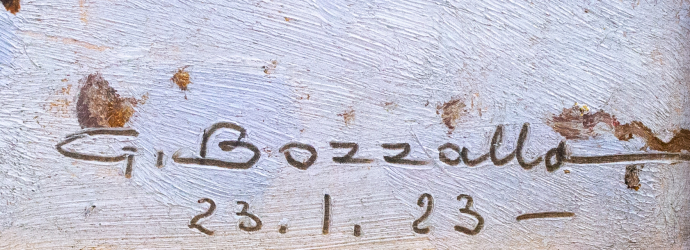 G. Bozzalla
23.1.23 —